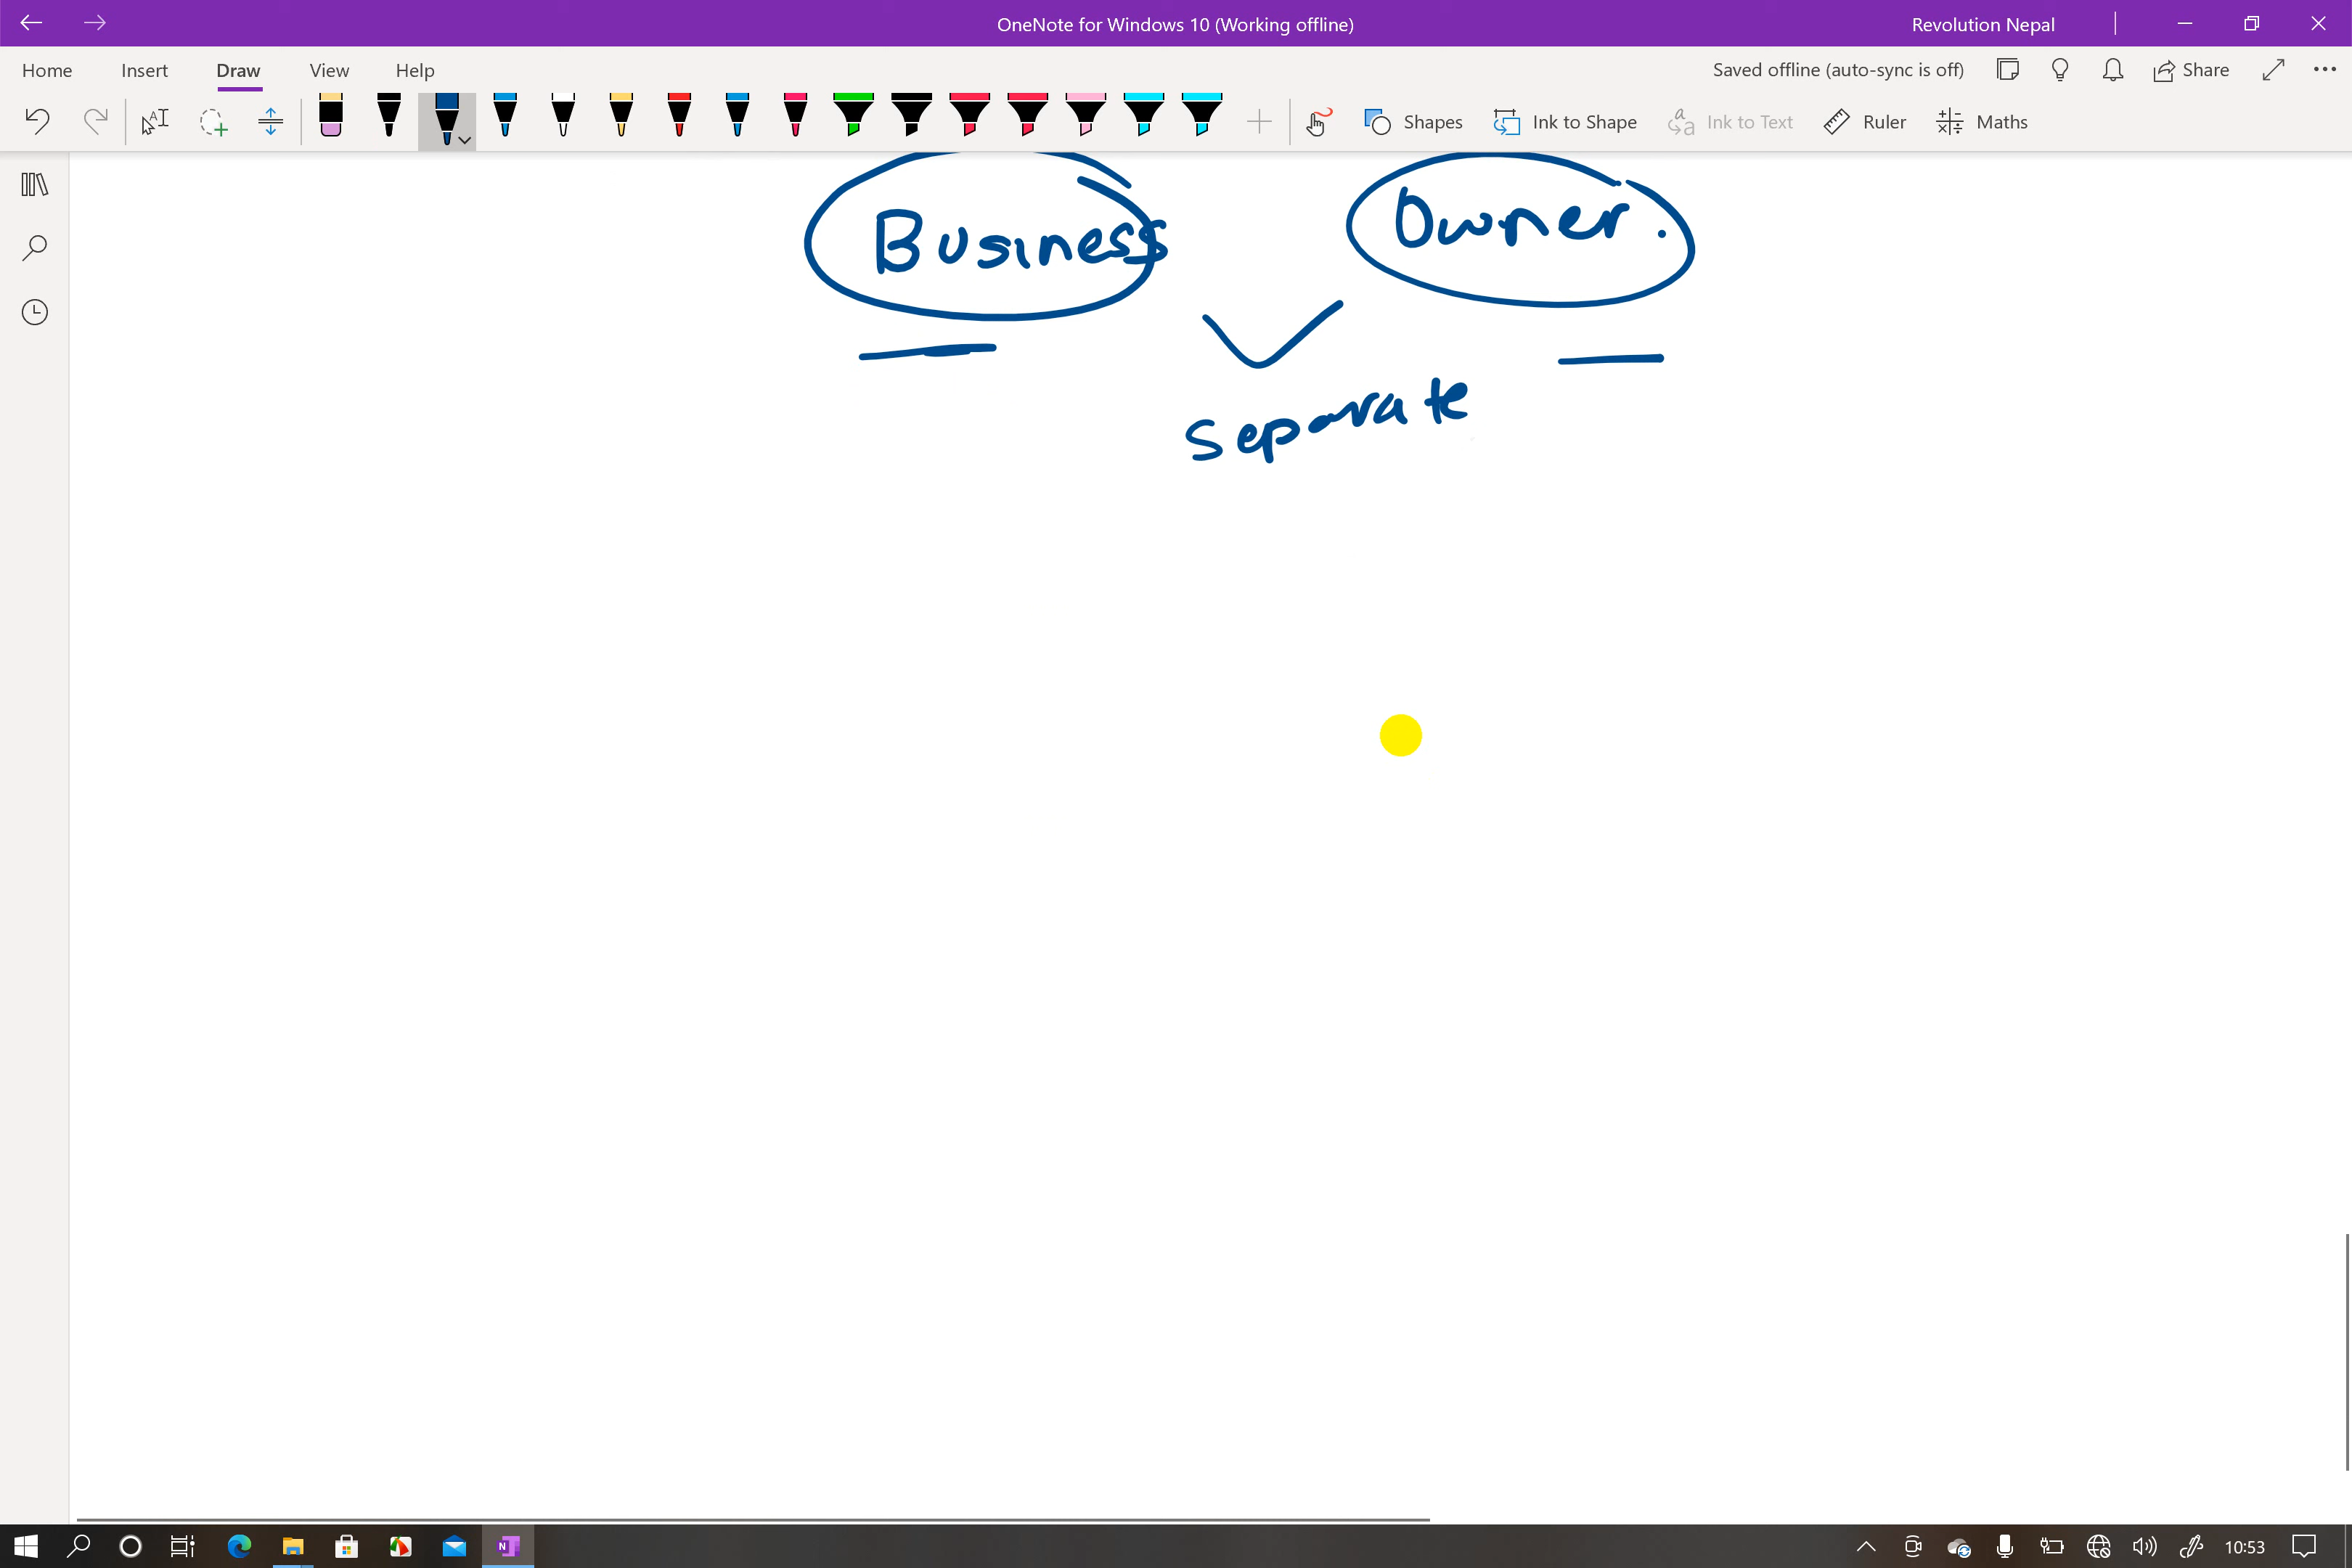 OneNote for Windows 10 (Working offline)
Revolution Nepal
Home Insert Draw View Help
Saved offline (auto-sync is off)
Share
Shapes
Ink to Shape
Ink to Text
Ruler
Maths
Business
Owner.
separate
10:53